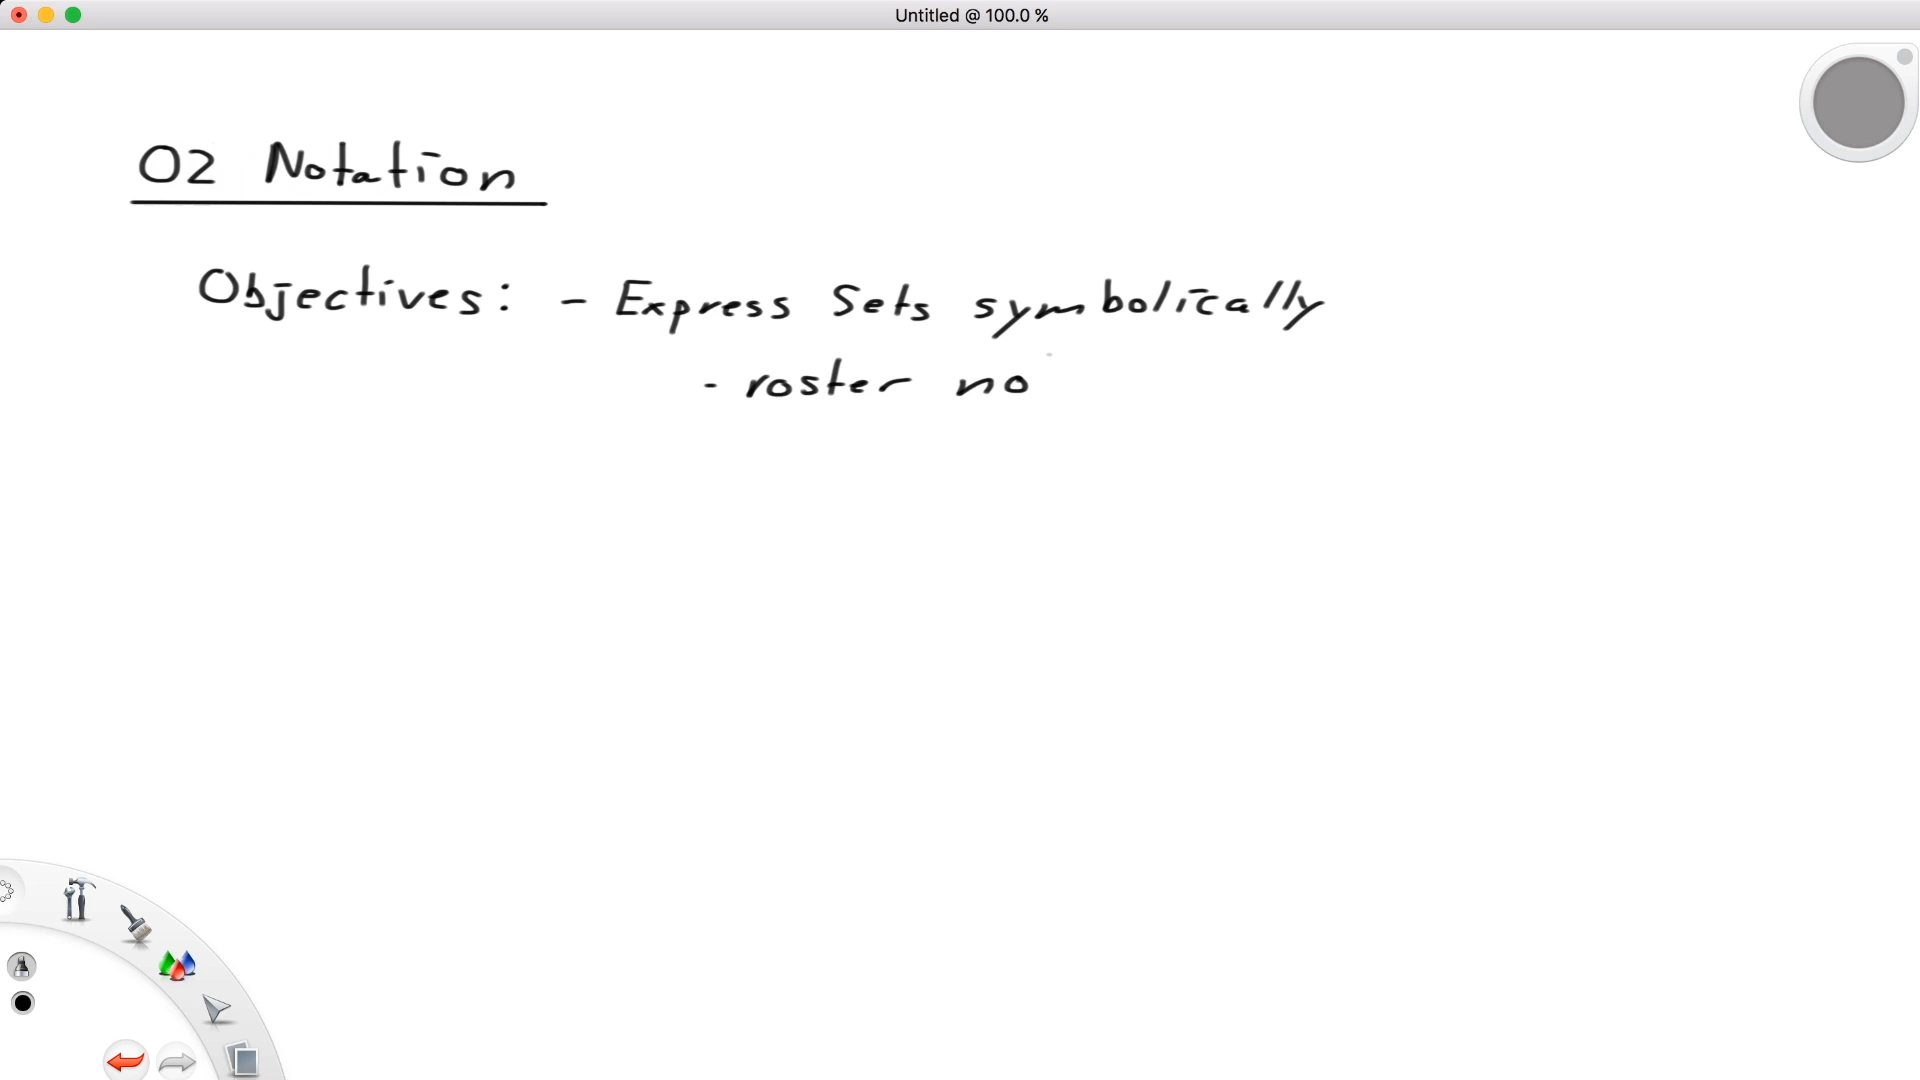 Untitled @ 100.0 %
02 Notation
Objectives: - Express Sets symbolically
- roster no